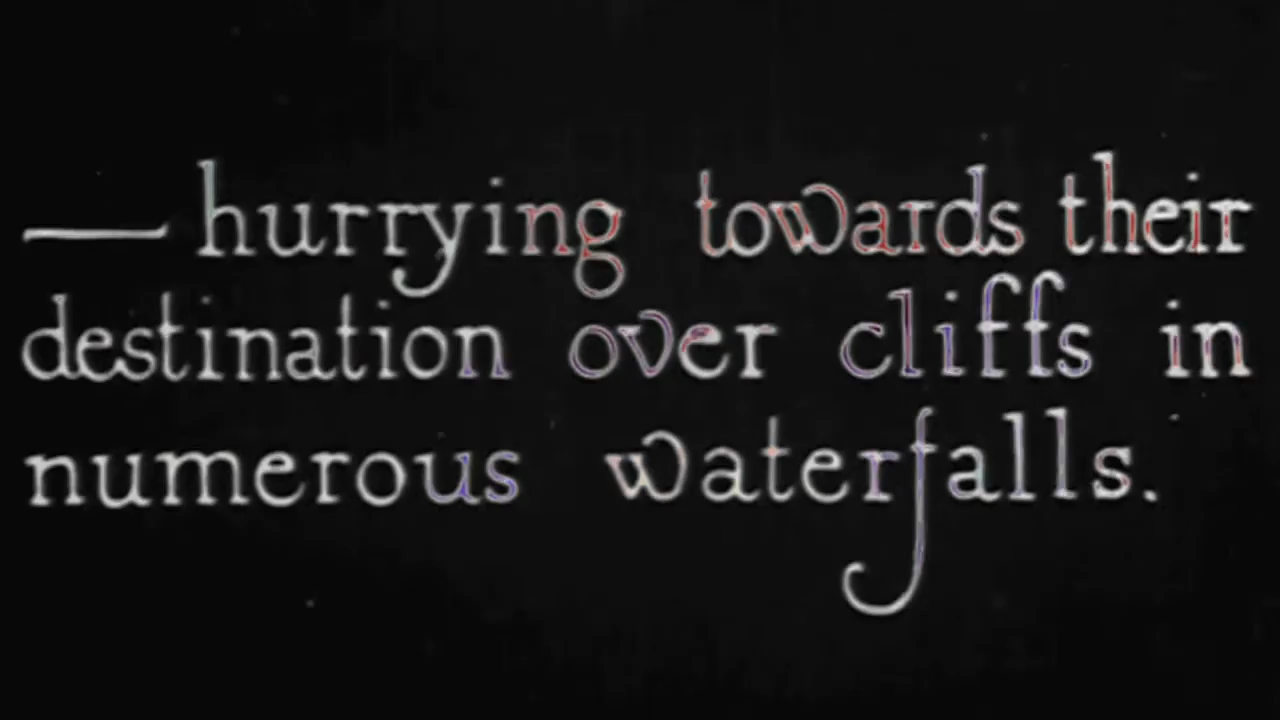 — hurrying towards their
destination over cliffs in
numerous waterfalls.